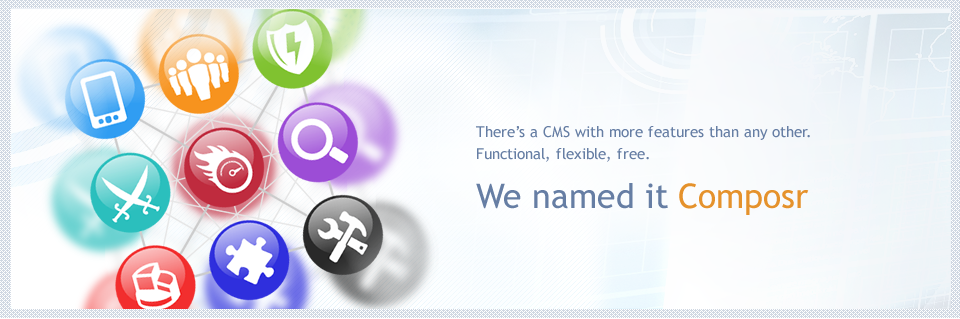 There's a CMS with more features than any other.
Functional, flexible, free.
We named it Composr